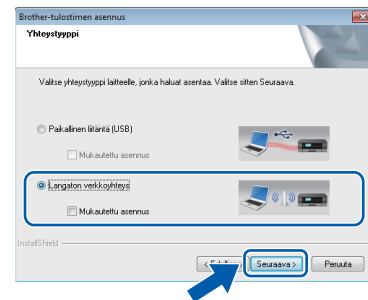 Brother-tulostimen asennus
Yhteystyyppi
Valitse yhteystyyppi laitteelle, jonka haluat asentaa. Valitse sitten Seuraava.
Paikallinen liitäntä (USB)
Mukautettu asennus
Langaton verkkoyhteys
Mukautettu asennus
InstallShield
Seuraava >
Peruuta